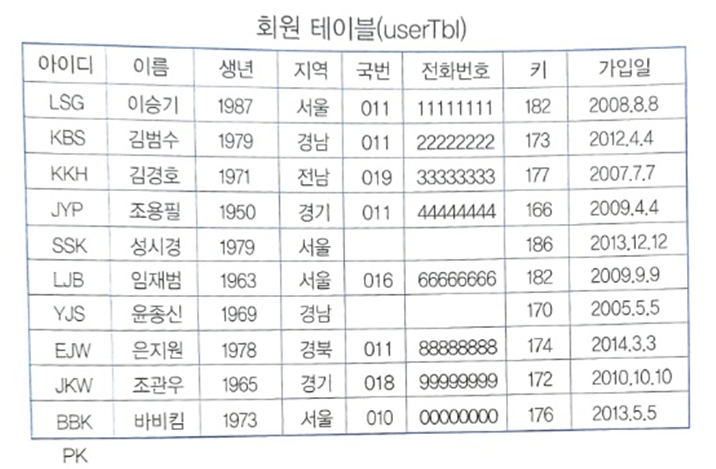 회원 테이블(userTbl)
아이디 이름 생년 지역 국번 전화번호 키 가입일
LSG 이승기 1987 서울 011 11111111 182 2008.8.8
KBS 김범수 1979 경남 011 22222222 173 2012.4.4
KKH 김경호 1971 전남 019 33333333 177 2007.7.7
JYP 조용필 1950 경기 011 44444444 166 2009.4.4
SSK 성시경 1979 서울 186 2013.12.12
LJB 임재범 1963 서울 016 66666666 182 2009.9.9
YJS 윤종신 1969 경남 170 2005.5.5
EJW 은지원 1978 경북 011 88888888 174 2014.3.3
JKW 조관우 1965 경기 018 99999999 172 2010.10.10
BBK 바비킴 1973 서울 010 00000000 176 2013.5.5
PK